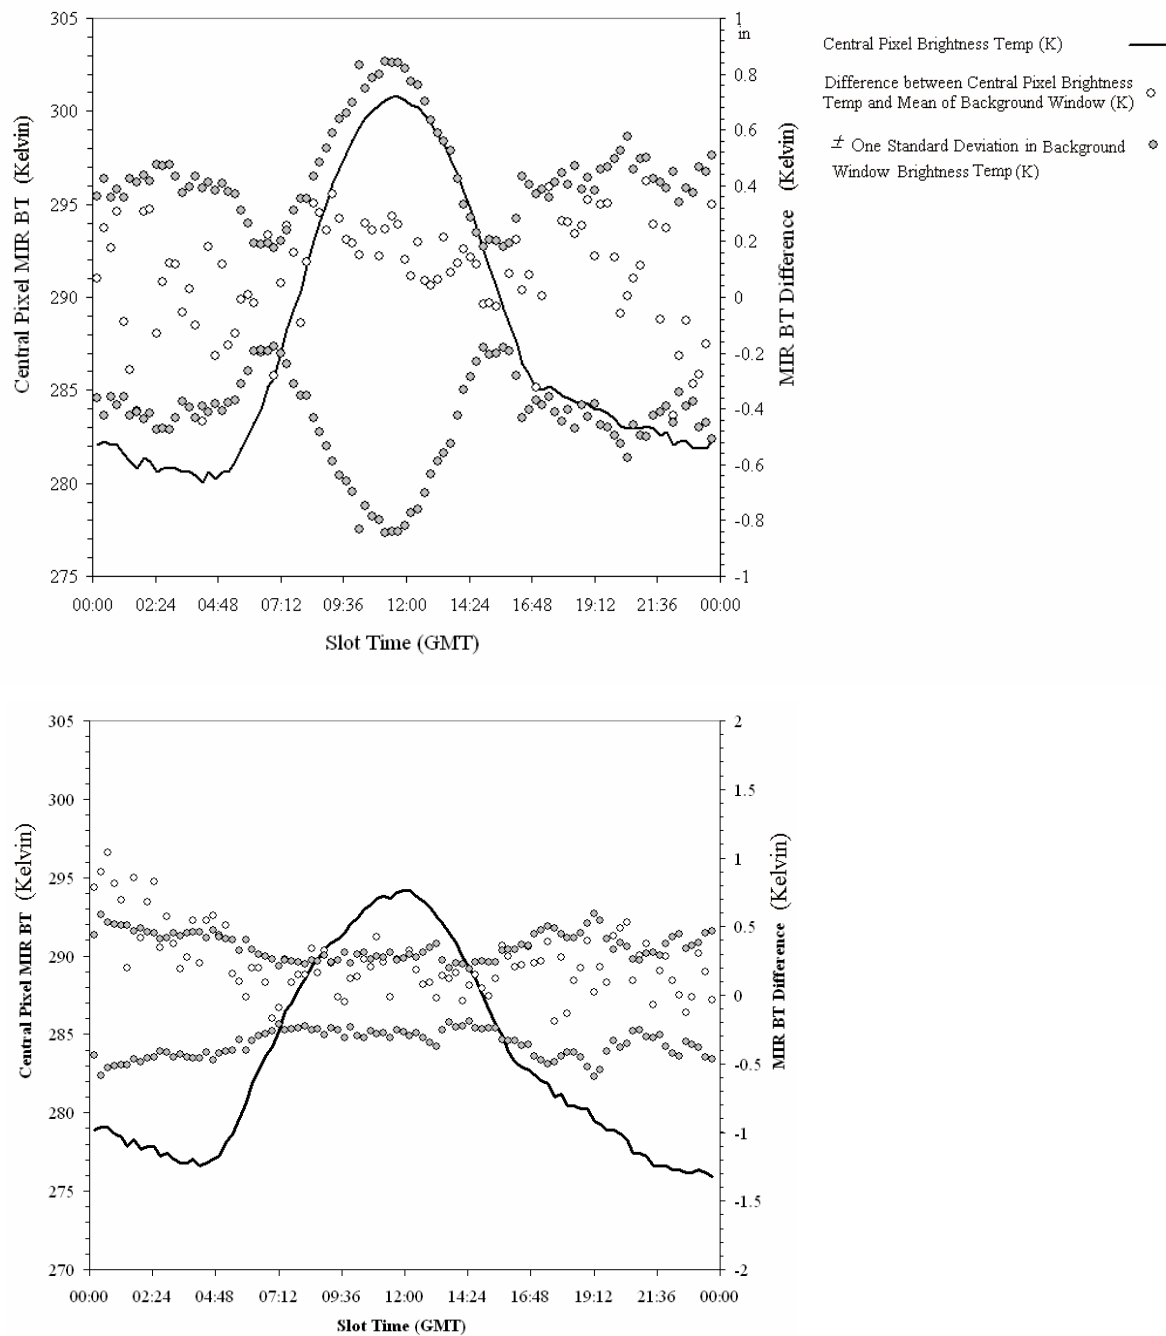 305
300
295
290
285
280
275
Central Pixel MIR BT (Kelvin)
1
in
0.8
0.6
0.4
0.2
0
-0.2
-0.4
-0.6
-0.8
-1
MIR BT Difference (Kelvin)
00:00 02:24 04:48 07:12 09:36 12:00 14:24 16:48 19:12 21:36 00:00
Slot Time (GMT)
Central Pixel Brightness Temp (K)
Difference between Central Pixel Brightness
Temp and Mean of Background Window (K)
± One Standard Deviation in Background
Window Brightness Temp (K)
305
300
295
290
285
280
275
270
Central Pixel MIR BT (Kelvin)
2
1.5
1
0.5
0
-0.5
-1
-1.5
-2
MIR BT Difference (Kelvin)
00:00 02:24 04:48 07:12 09:36 12:00 14:24 16:48 19:12 21:36 00:00
Slot Time (GMT)